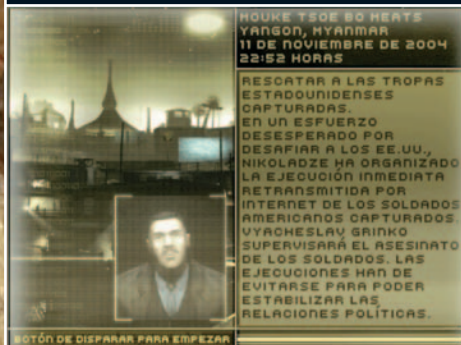 MOUKE TSOE BO MEATS
YANGON, MYANMAR
11 DE NOVIEMBRE DE 2004
22:52 HORAS
RESCATAR A LAS TROPAS
ESTADOUNIDENSES
CAPTURADAS.
EN UN ESFUERZO
DESESPERADO POR
DESAFIAR A LOS EE.UU.,
NIKOLADZE HA ORGANIZADO
LA EJECUCIÓN INMEDIATA
RETRANSMITIDA POR
INTERNET DE LOS SOLDADOS
AMERICANOS CAPTURADOS.
VYACHESLAV GRINKO
SUPERVISARÁ EL ASESINATO
DE LOS SOLDADOS. LAS
EJECUCIONES HAN DE
EVITARSE PARA PODER
ESTABILIZAR LAS
RELACIONES POLÍTICAS.
BOTÓN DE DISPARAR PARA EMPEZAR